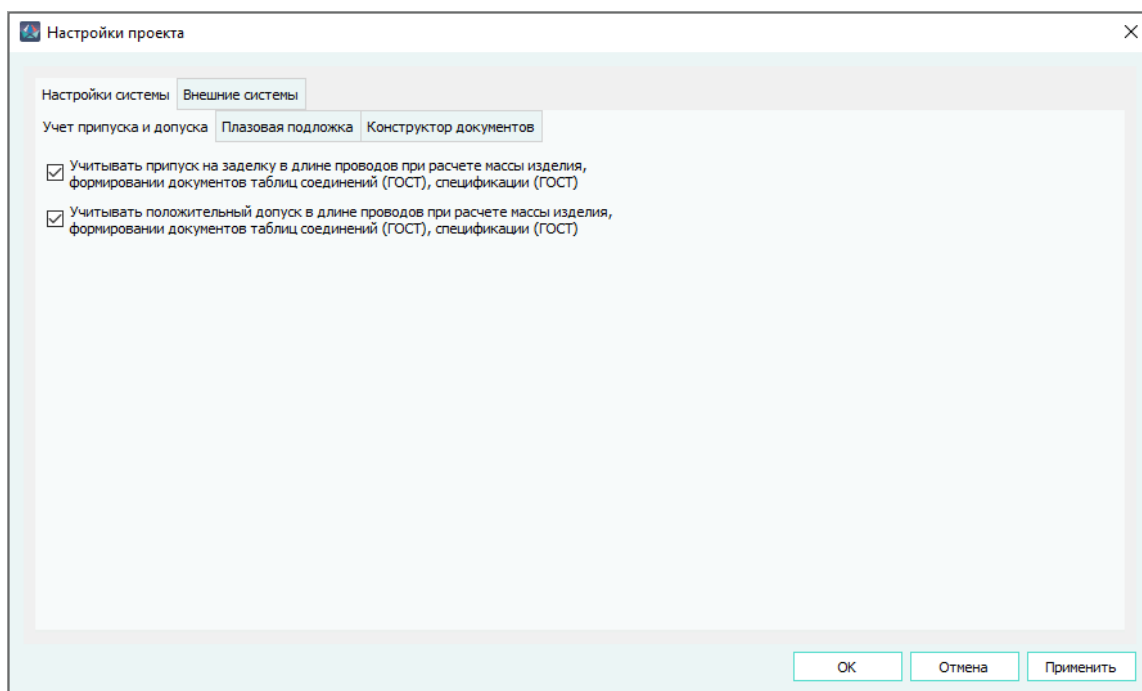 Настройки проекта
Настройки системы Внешние системы
Учет припуска и допуска Плазовая подложка Конструктор документов
Учитывать припуск на заделку в длине проводов при расчете массы изделия,
формировании документов таблиц соединений (ГОСТ), спецификации (ГОСТ)
Учитывать положительный допуск в длине проводов при расчете массы изделия,
формировании документов таблиц соединений (ГОСТ), спецификации (ГОСТ)
OK Отмена Применить